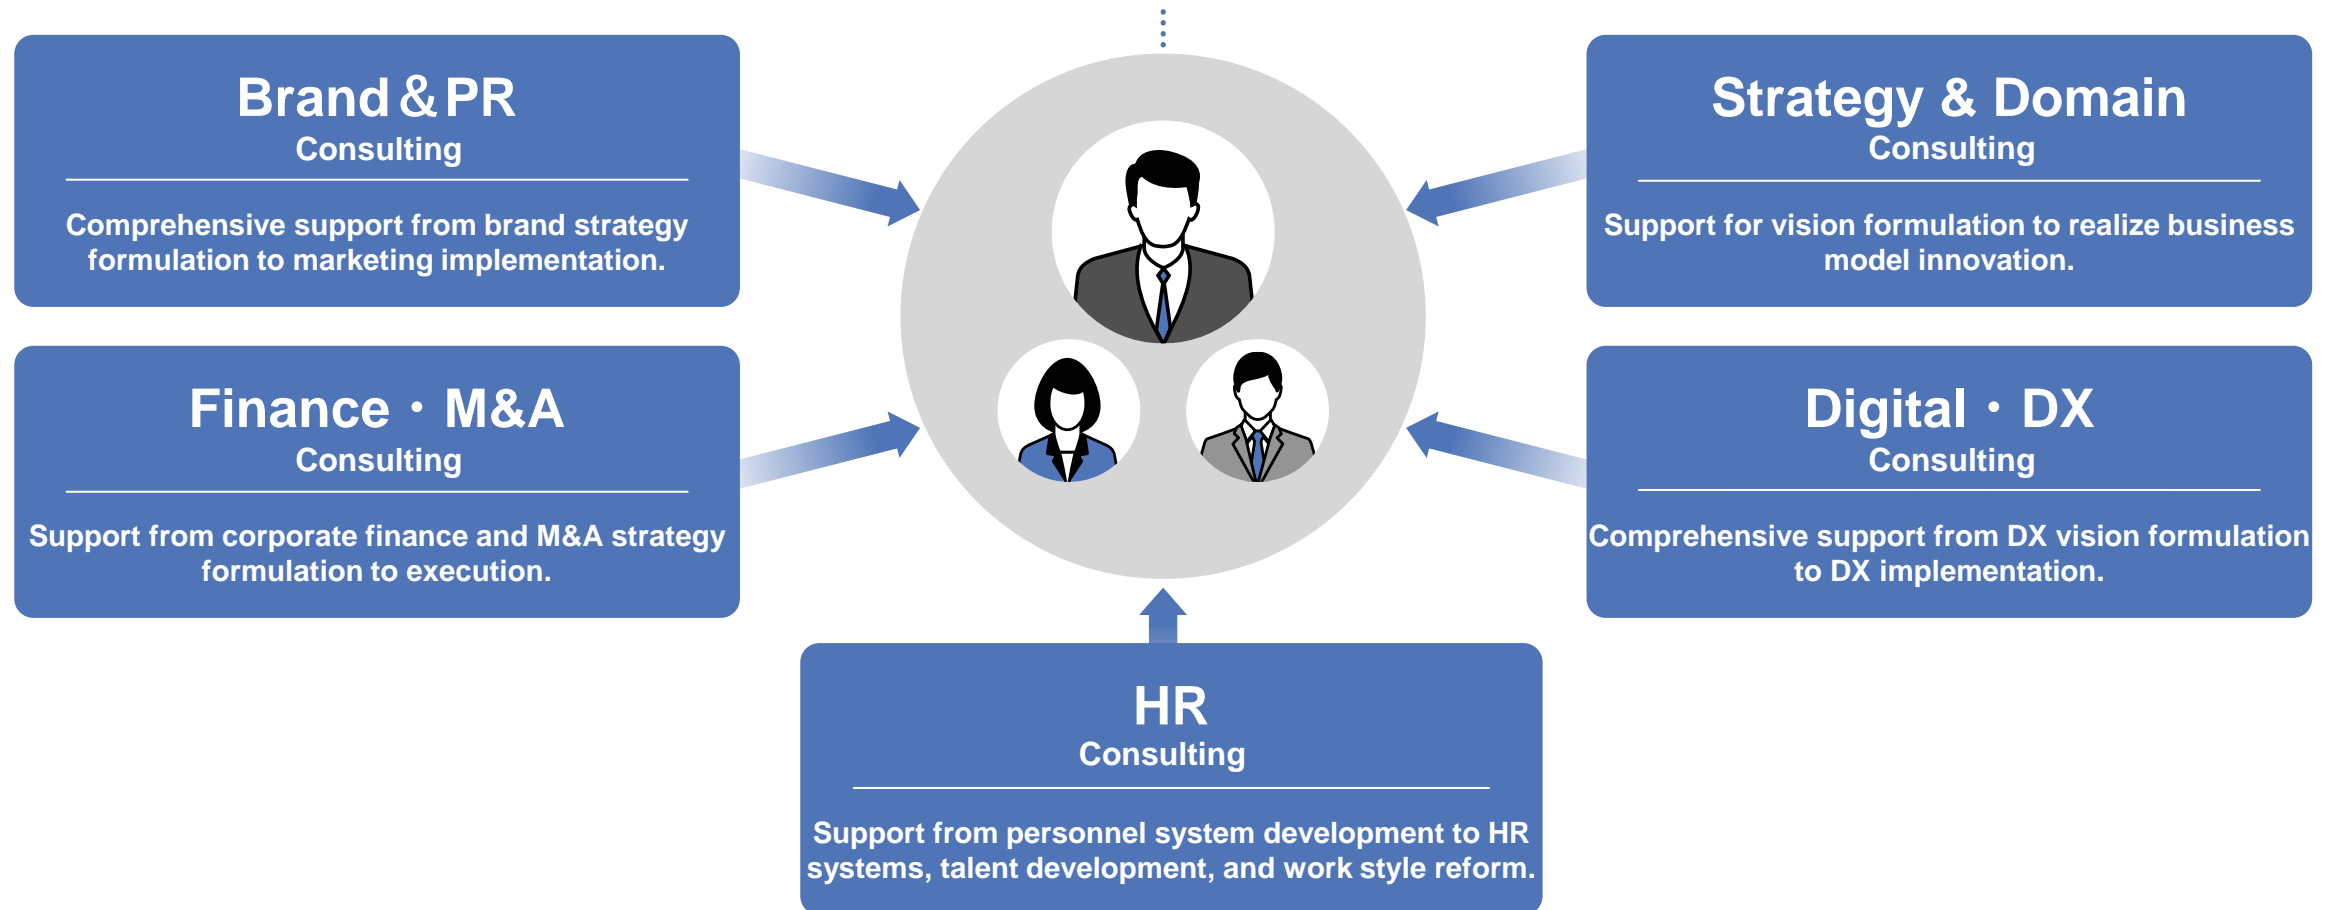 Brand＆PR
Consulting
Comprehensive support from brand strategy
formulation to marketing implementation.
Strategy & Domain
Consulting
Support for vision formulation to realize business
model innovation.
Finance・M&A
Consulting
Support from corporate finance and M&A strategy
formulation to execution.
Digital・DX
Consulting
Comprehensive support from DX vision formulation
to DX implementation.
HR
Consulting
Support from personnel system development to HR
systems, talent development, and work style reform.